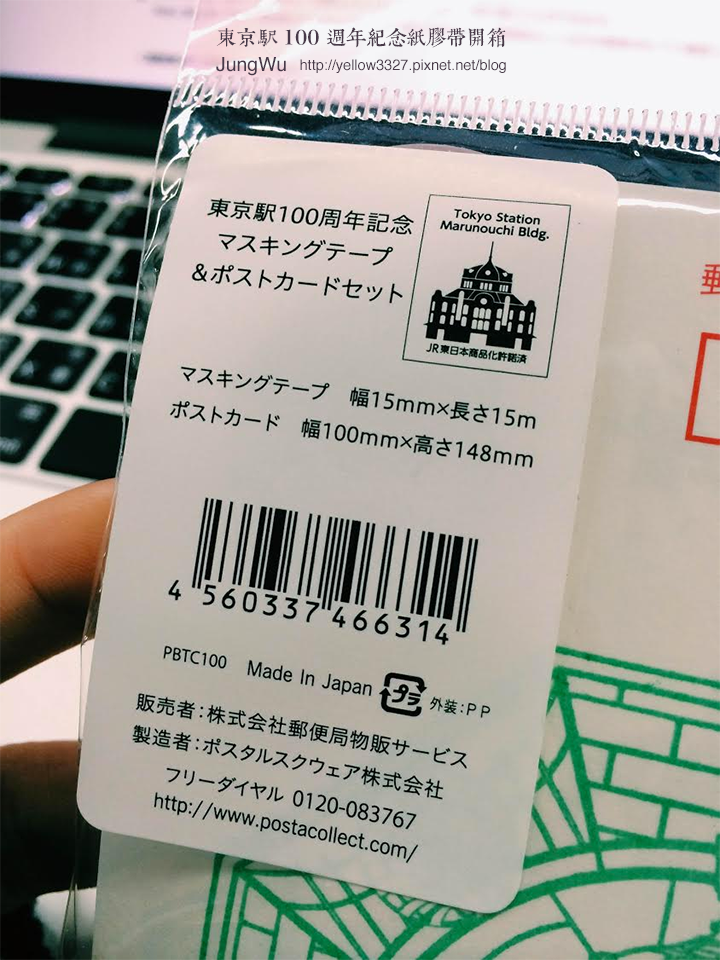 東京駅 100 週年紀念紙膠帶開箱
JungWu http://yellow3327.pixnet.net/blog
東京駅100周年記念
マスキングテープ
&ポストカードセット
Tokyo Station
Marunouchi Bldg.
JR東日本商品化許諾済
マスキングテープ 幅15mm×長さ15m
ポストカード 幅100mm×高さ148mm
4 560337 466314
PBTC100 Made In Japan プラ 外装:PP
販売者:株式会社郵便局物販サービス
製造者:ポスタルスクウェア株式会社
フリーダイヤル 0120-083767
http://www.postacollect.com/